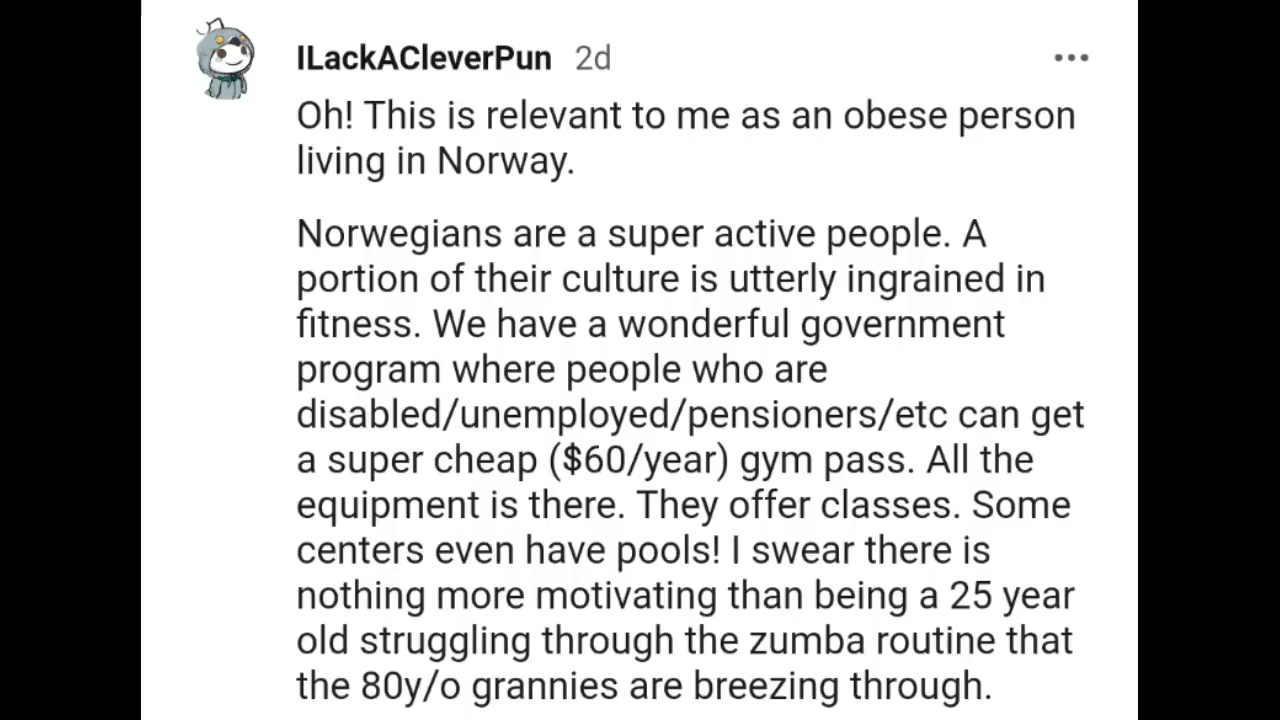 ILackACleverPun 2d
Oh! This is relevant to me as an obese person
living in Norway.
Norwegians are a super active people. A
portion of their culture is utterly ingrained in
fitness. We have a wonderful government
program where people who are
disabled/unemployed/pensioners/etc can get
a super cheap ($60/year) gym pass. All the
equipment is there. They offer classes. Some
centers even have pools! I swear there is
nothing more motivating than being a 25 year
old struggling through the zumba routine that
the 80y/o grannies are breezing through.